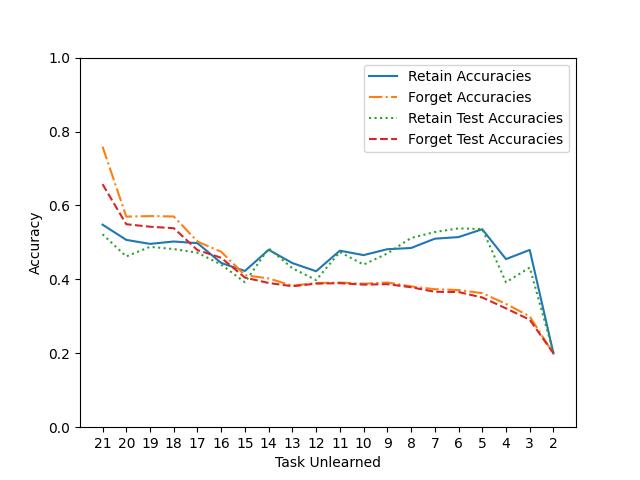 1.0
0.8
0.6
0.4
0.2
0.0
Accuracy
Retain Accuracies
Forget Accuracies
Retain Test Accuracies
Forget Test Accuracies
21 20 19 18 17 16 15 14 13 12 11 10 9 8 7 6 5 4 3 2
Task Unlearned